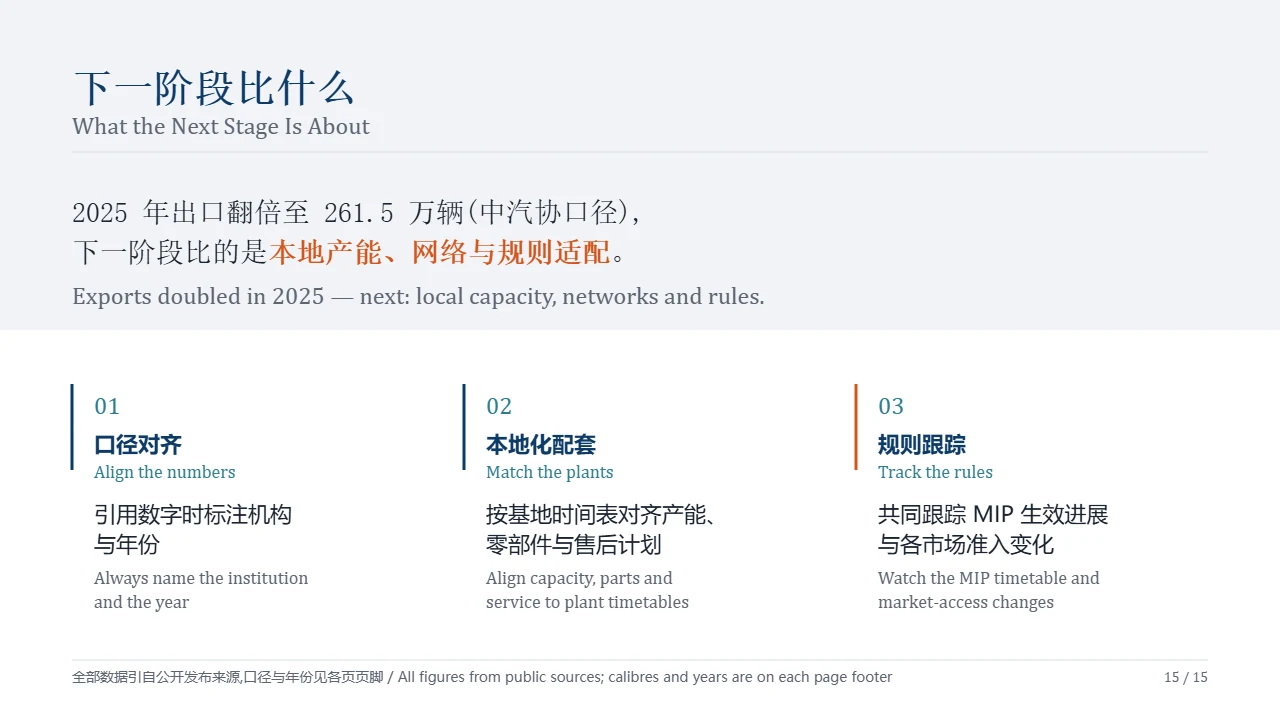 下一阶段比什么
What the Next Stage Is About
2025 年出口翻倍至 261.5 万辆(中汽协口径),
下一阶段比的是本地产能、网络与规则适配。
Exports doubled in 2025 — next: local capacity, networks and rules.
01
口径对齐
Align the numbers
引用数字时标注机构
与年份
Always name the institution
and the year
02
本地化配套
Match the plants
按基地时间表对齐产能、
零部件与售后计划
Align capacity, parts and
service to plant timetables
03
规则跟踪
Track the rules
共同跟踪 MIP 生效进展
与各市场准入变化
Watch the MIP timetable and
market-access changes
全部数据引自公开发布来源,口径与年份见各页页脚 / All figures from public sources; calibres and years are on each page footer
15 / 15